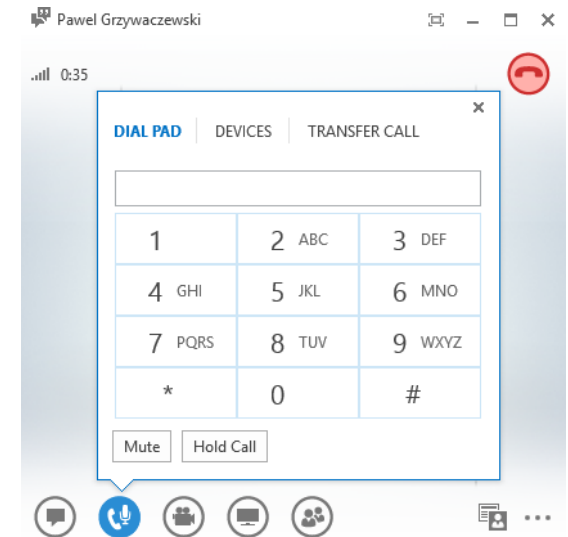 Pawel Grzywaczewski
0:35
DIAL PAD DEVICES TRANSFER CALL
1 2 ABC 3 DEF
4 GHI 5 JKL 6 MNO
7 PQRS 8 TUV 9 WXYZ
* 0 #
Mute Hold Call